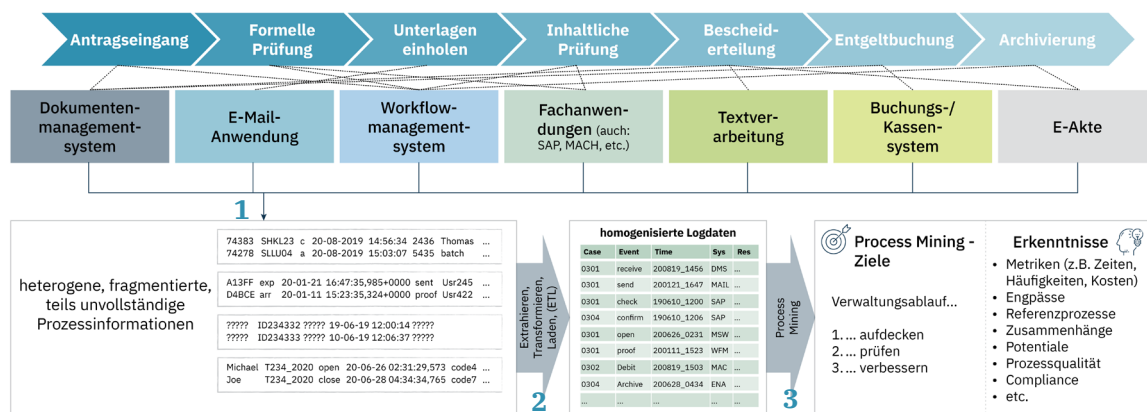 Antragseingang
Formelle
Prüfung
Unterlagen
einholen
Inhaltliche
Prüfung
Bescheid-
erteilung
Entgeltbuchung
Archivierung
Dokumenten-
management-
system
E-Mail-
Anwendung
Workflow-
management-
system
Fachanwen-
dungen (auch:
SAP, MACH, etc.)
Textver-
arbeitung
Buchungs-/
Kassen-
system
E-Akte
1
heterogene, fragmentierte,
teils unvollständige
Prozessinformationen
74383 SHKL23 c 20-08-2019 14:56:34 2436 Thomas ...
74278 SLLU04 a 20-08-2019 15:03:07 5435 batch ...
A13FF exp 20-01-21 16:47:35,985+0000 sent Usr245 ...
D4BCE arr 20-01-11 15:23:35,324+0000 proof Usr422 ...
????? ID234332 ????? 19-06-19 12:00:14 ?????
????? ID234333 ????? 10-06-19 12:06:37 ?????
Michael T234_2020 open 20-06-26 02:31:29,573 code4 ...
Joe T234_2020 close 20-06-28 04:34:34,765 code7 ...
Extrahieren,
Transformieren,
Laden, (ETL)
2
homogenisierte Logdaten
Case Event Time Sys Res
0301 receive 200819_1456 DMS ...
0301 send 200121_1647 MAIL ...
0301 check 190610_1200 SAP ...
0304 confirm 190610_1206 SAP ...
0301 open 200626_0231 MSW ...
0301 proof 200111_1523 WFM ...
0302 Debit 200819_1503 MAC ...
0304 Archive 200628_0434 ENA ...
... ... ... ... ...
Process
Mining
3
Process Mining -
Ziele
Verwaltungsablauf...
1. ... aufdecken
2. ... prüfen
3. ... verbessern
Erkenntnisse
• Metriken (z.B. Zeiten,
Häufigkeiten, Kosten)
• Engpässe
• Referenzprozesse
• Zusammenhänge
• Potentiale
• Prozessqualität
• Compliance
• etc.